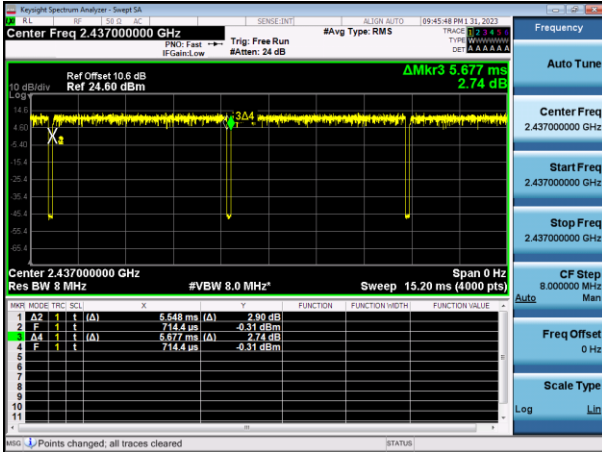 Keysight Spectrum Analyzer - Swept SA
RL RF 50 Ω AC SENSE:INT ALIGN AUTO 09:45:48 PM 1 31, 2023
Center Freq 2.437000000 GHz #Avg Type: RMS TRACE 1 2 3 4 5 6
PNO: Fast Trig: Free Run TYPE WWWWWW
IFGain:Low #Atten: 24 dB DET A A A A A A
Frequency
Auto Tune
Center Freq
2.437000000 GHz
Start Freq
2.437000000 GHz
Stop Freq
2.437000000 GHz
CF Step
8.000000 MHz
Auto Man
Freq Offset
0 Hz
Scale Type
Log Lin
ΔMkr3 5.677 ms
2.74 dB
Ref Offset 10.6 dB
10 dB/div Ref 24.60 dBm
Log
14.6
4.60
-5.40
-15.4
-25.4
-35.4
-45.4
-55.4
-65.4
3Δ4
2
Center 2.437000000 GHz Span 0 Hz
Res BW 8 MHz #VBW 8.0 MHz* Sweep 15.20 ms (4000 pts)
MKR MODE TRC SCL X Y FUNCTION FUNCTION WIDTH FUNCTION VALUE
1 Δ2 1 t (Δ) 5.548 ms (Δ) 2.90 dB
2 F 1 t 714.4 µs -0.31 dBm
3 Δ4 1 t (Δ) 5.677 ms (Δ) 2.74 dB
4 F 1 t 714.4 µs -0.31 dBm
5
6
7
8
9
10
11
MSG Points changed; all traces cleared STATUS